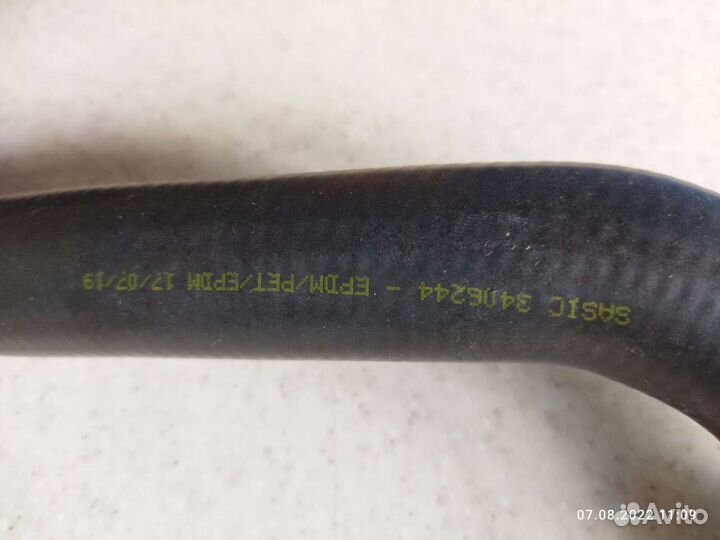 SASIC 3406244 - EPDM/PET/EPDM 17/07/19
07.08.2022 11:09
Avito